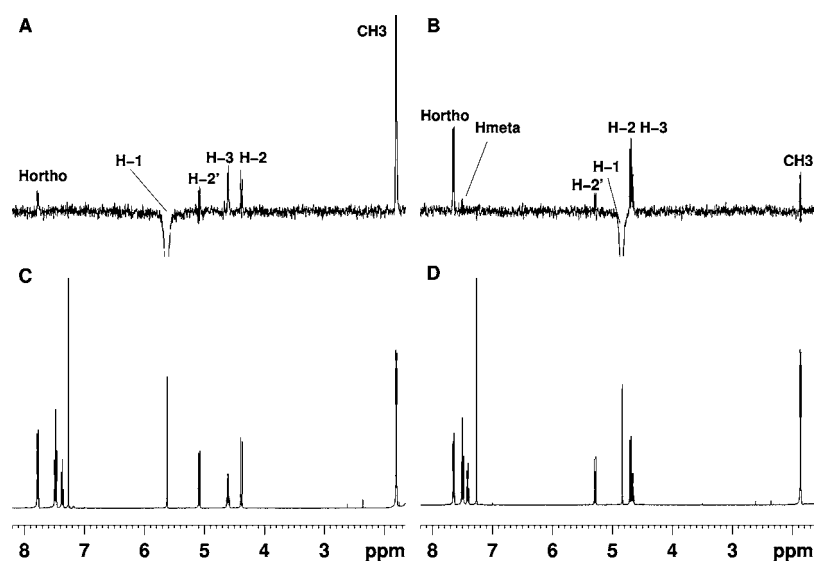 A
CH3
H-1
Hortho
H-2'
H-3 H-2
B
Hortho
Hmeta
H-2 H-3
H-1
H-2'
CH3
C
8 7 6 5 4 3 ppm
D
8 7 6 5 4 3 ppm